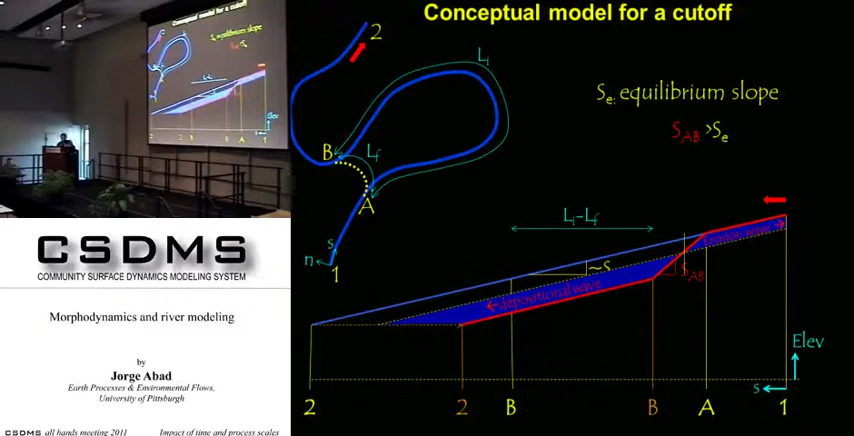 Conceptual model for a cutoff
2
Li
Se: equilibrium slope
SAB >Se
B
Lf
A
s
n
1
Li-Lf
~S
SAB
erosion wave
depositional wave
Elev
s
2
2
B
B
A
1
CSDMS
COMMUNITY SURFACE DYNAMICS MODELING SYSTEM
Morphodynamics and river modeling
by
Jorge Abad
Earth Processes & Environmental Flows,
University of Pittsburgh
CSDMS all hands meeting 2011 Impact of time and process scales